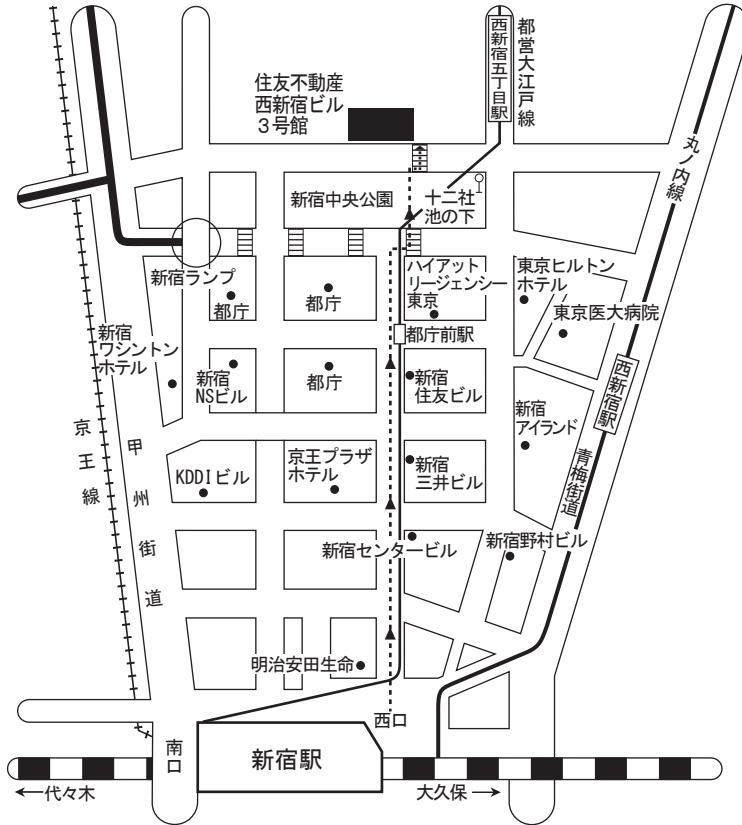 住友不動産
西新宿ビル
３号館
西新宿五丁目駅
都営大江戸線
丸ノ内線
新宿中央公園
十二社
池の下
新宿ランプ
都庁
都庁
ハイアット
リージェンシー
東京
東京ヒルトン
ホテル
東京医大病院
都庁前駅
新宿
ワシントン
ホテル
新宿
NSビル
都庁
新宿
住友ビル
西新宿駅
新宿
アイランド
京王線
甲州街道
KDDIビル
京王プラザ
ホテル
新宿
三井ビル
青梅街道
新宿センタービル
新宿野村ビル
明治安田生命
西口
南口
新宿駅
←代々木
大久保→